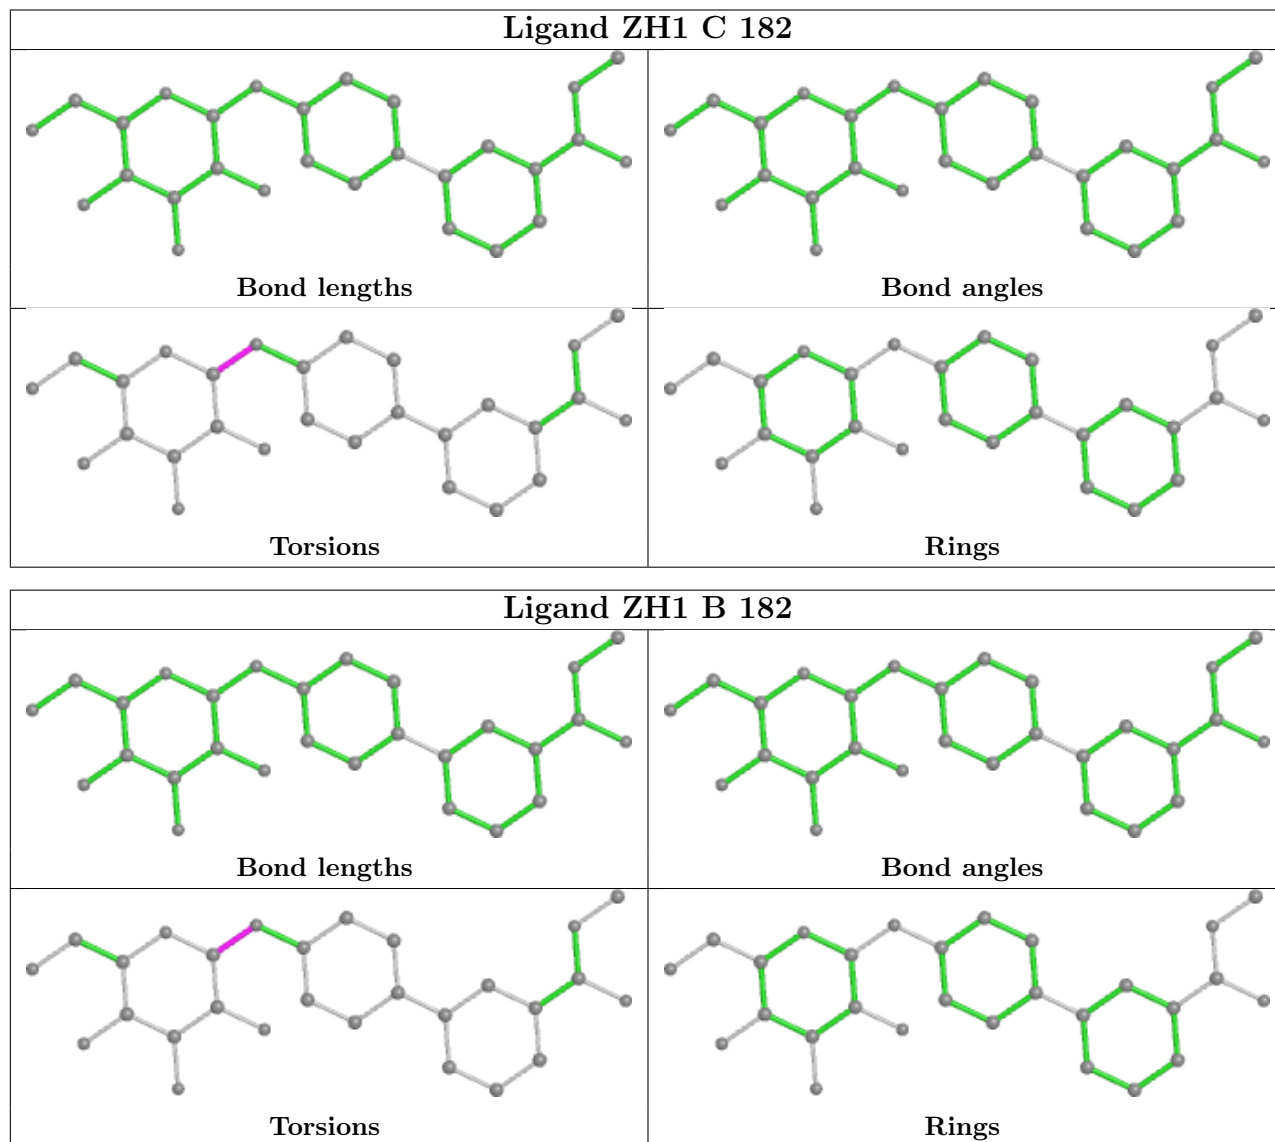 Ligand ZH1 C 182
Bond lengths
Bond angles
Torsions
Rings
Ligand ZH1 B 182
Bond lengths
Bond angles
Torsions
Rings